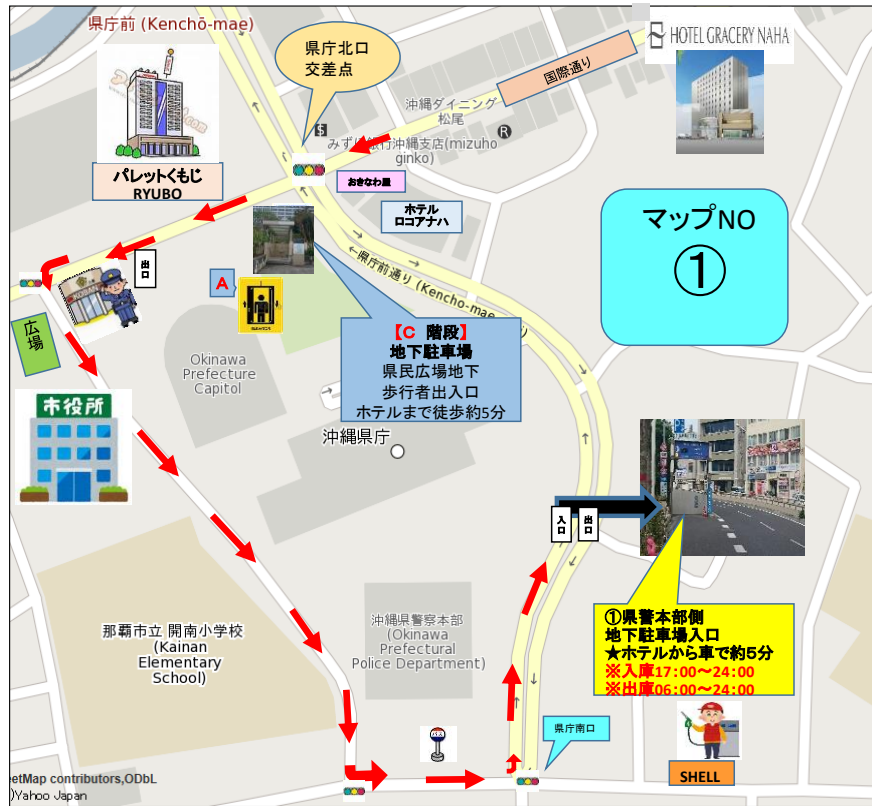 県庁前 (Kenchō-mae)
県庁北口
交差点
国際通り
HOTEL GRACERY NAHA
沖縄ダイニング
松尾
$
R
みずほ銀行沖縄支店(mizuho
ginko)
おきなわ屋
パレットくもじ
RYUBO
ホテル
ロコアナハ
マップNO
①
←県庁前通り (Kencho-mae
出口
A
広場
【C 階段】
地下駐車場
県民広場地下
歩行者出入口
ホテルまで徒歩約5分
Okinawa
Prefecture
Capitol
市役所
沖縄県庁
入口
出口
①県警本部側
地下駐車場入口
★ホテルから車で約5分
※入庫17:00～24:00
※出庫06:00～24:00
那覇市立 開南小学校
(Kainan
Elementary
School)
沖縄県警察本部
(Okinawa
Prefectural
Police Department)
県庁南口
SHELL
eetMap contributors,ODbL
)Yahoo Japan